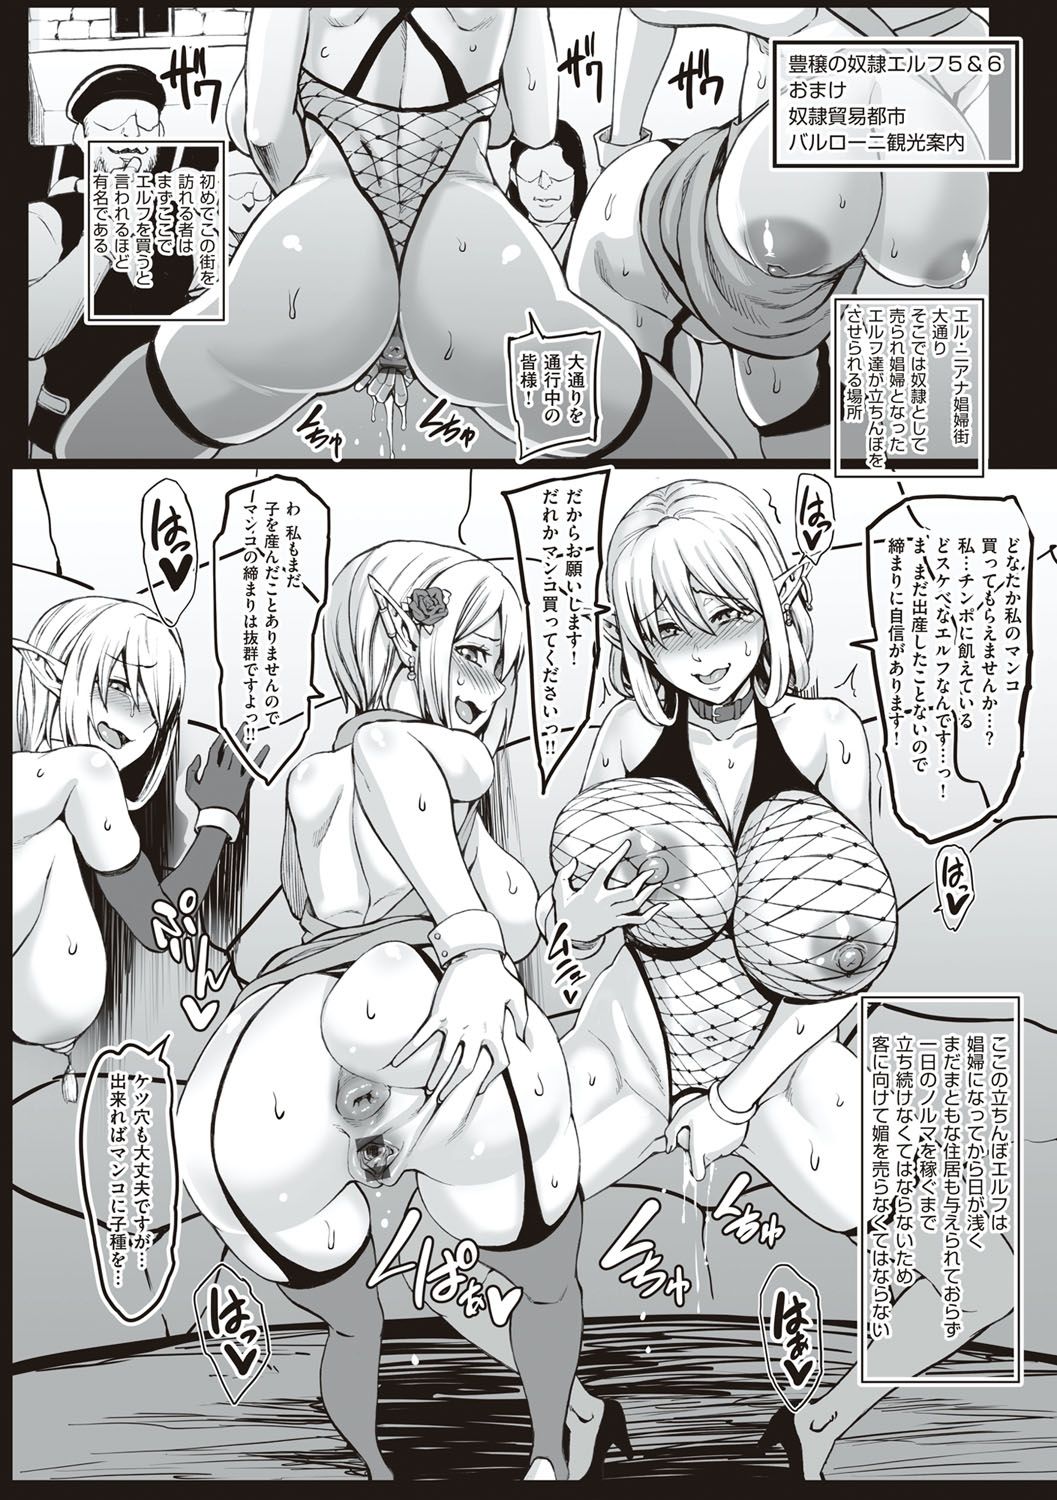 豊穣の奴隷エルフ5&6
おまけ
奴隷貿易都市
バルローニ観光案内
ザワ
ザワ
ザワ
エル・ニアナ娼婦街
大通り
そこでは奴隷として
売られ娼婦となった
エルフ達が立ちんぼを
させられる場所
初めてこの街を
訪れる者は
まずここで
エルフを買うと
言われるほど
有名である
大通りを
通行中の
皆様!
くちゅ
くちゅ
どなたか私のマンコ
買ってもらえませんか…?
私…チンポに飢えている
どスケベなエルフなんです…っ!
ま、まだ出産したことないので
締まりに自信があります!
はっ♥
はっ♥
だからお願いします!
だれかマンコ買ってくださいっ!!
わ 私もまだ
子を産んだことありませんので
マンコの締まりは抜群ですよっ!!
はっ♥
ムニュ♥
ぷりん♥
ケツ穴も大丈夫ですが…
出来ればマンコに子種を…
はっ♥
くぱぁ♥
くちゅ
くちゅ
はぁ♥
ここの立ちんぼエルフは
娼婦になってから日が浅く
まだまともな住居も与えられておらず
一日のノルマを稼ぐまで
立ち続けなくてはならないため
客に向けて媚を売らなくてはならない